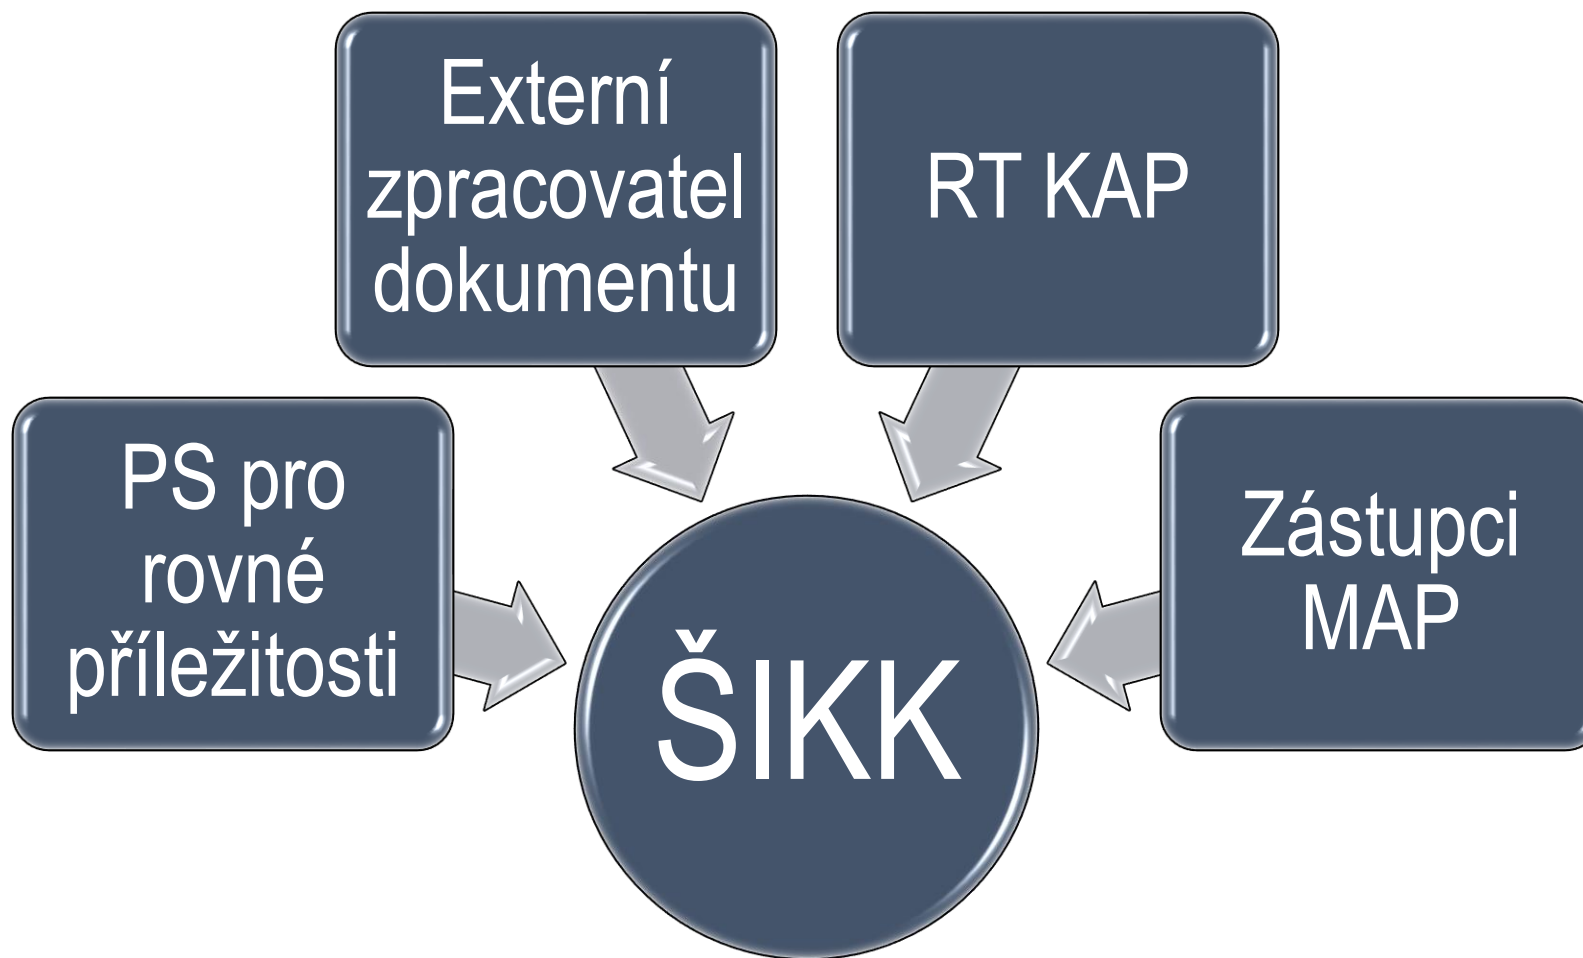 Externí
zpracovatel
dokumentu
RT KAP
PS pro
rovné
příležitosti
Zástupci
MAP
ŠIKK